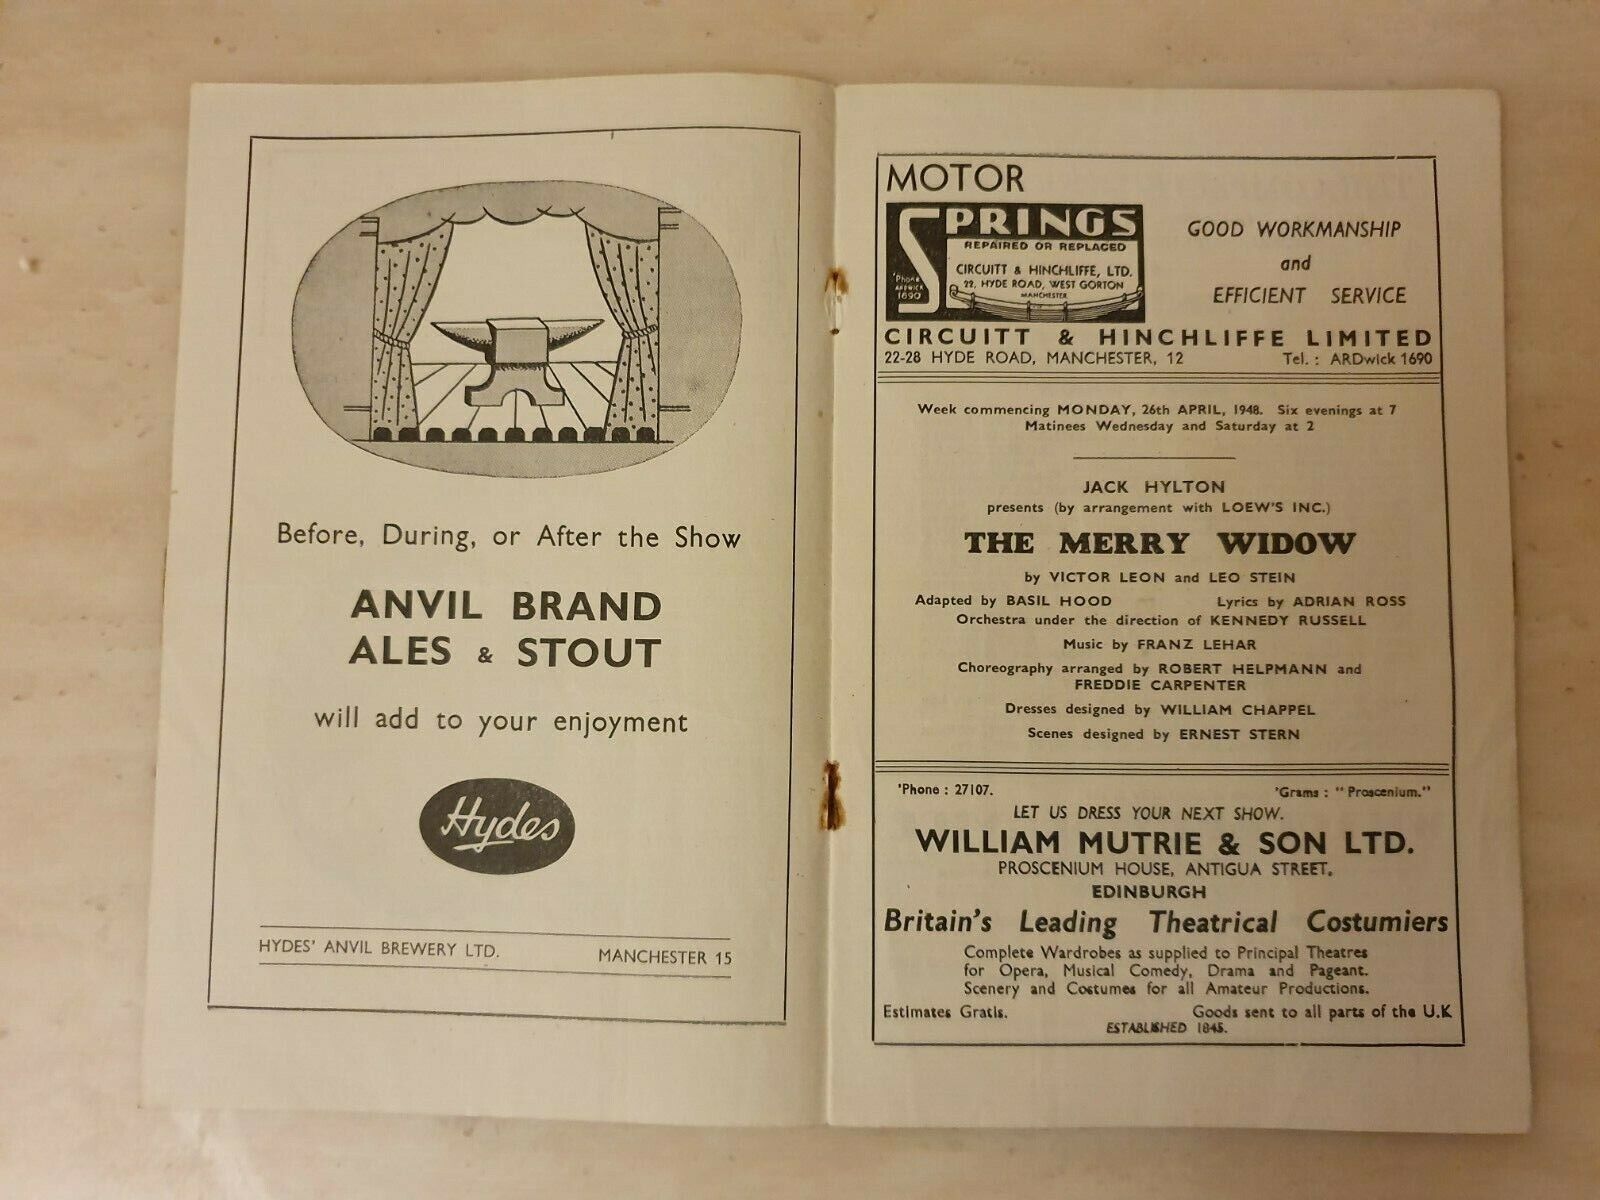 Before, During, or After the Show
ANVIL BRAND
ALES & STOUT
will add to your enjoyment
Hydes
HYDES' ANVIL BREWERY LTD. MANCHESTER 15
MOTOR
SPRINGS
REPAIRED OR REPLACED
CIRCUITT & HINCHLIFFE, LTD.
22, HYDE ROAD, WEST GORTON
MANCHESTER
'Phone
ARDWICK
1690
GOOD WORKMANSHIP
and
EFFICIENT SERVICE
CIRCUITT & HINCHLIFFE LIMITED
22-28 HYDE ROAD, MANCHESTER, 12 Tel. : ARDwick 1690
Week commencing MONDAY, 26th APRIL, 1948. Six evenings at 7
Matinees Wednesday and Saturday at 2
JACK HYLTON
presents (by arrangement with LOEW'S INC.)
THE MERRY WIDOW
by VICTOR LEON and LEO STEIN
Adapted by BASIL HOOD Lyrics by ADRIAN ROSS
Orchestra under the direction of KENNEDY RUSSELL
Music by FRANZ LEHAR
Choreography arranged by ROBERT HELPMANN and
FREDDIE CARPENTER
Dresses designed by WILLIAM CHAPPEL
Scenes designed by ERNEST STERN
'Phone : 27107. 'Grams : "Proscenium."
LET US DRESS YOUR NEXT SHOW.
WILLIAM MUTRIE & SON LTD.
PROSCENIUM HOUSE, ANTIGUA STREET,
EDINBURGH
Britain's Leading Theatrical Costumiers
Complete Wardrobes as supplied to Principal Theatres
for Opera, Musical Comedy, Drama and Pageant.
Scenery and Costumes for all Amateur Productions.
Estimates Gratis. Goods sent to all parts of the U.K
ESTABLISHED 1845.